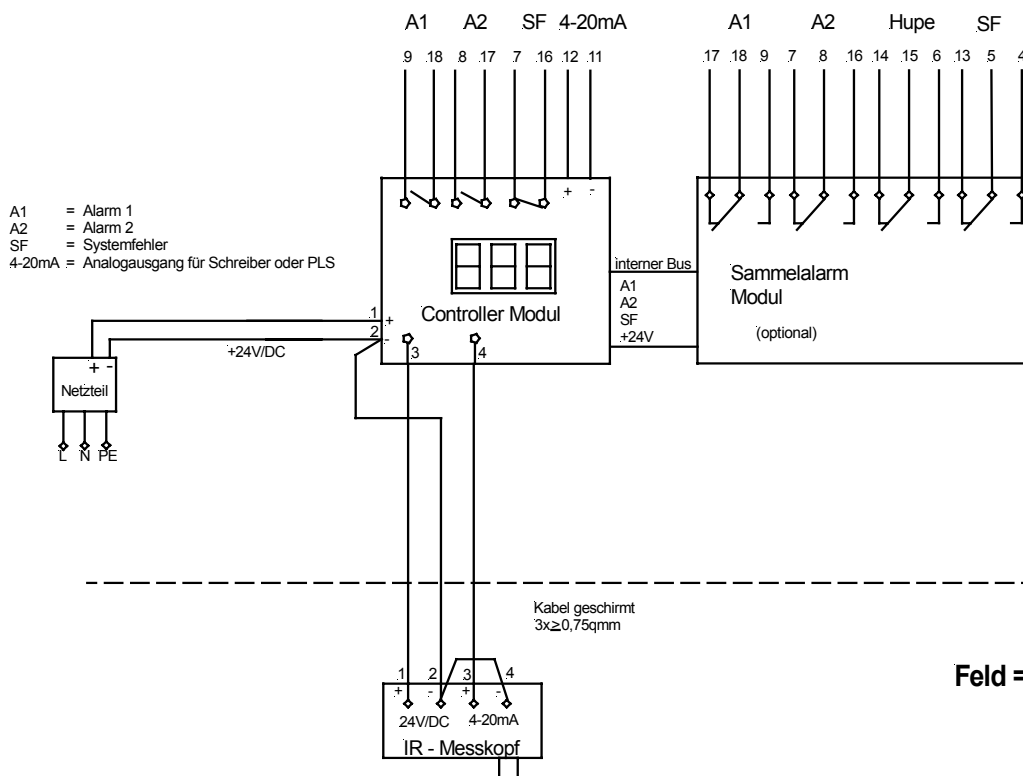 A1 A2 SF 4-20mA A1 A2 Hupe SF
9 18 8 17 7 16 12 11 17 18 9 7 8 16 14 15 6 13 5 4
+ -
A1 = Alarm 1
A2 = Alarm 2
SF = Systemfehler
4-20mA = Analogausgang für Schreiber oder PLS
interner Bus
A1
A2
SF
+24V
Sammelalarm
Modul
(optional)
Controller Modul
1 +
2 -
+24V/DC
3 4
+ -
Netzteil
L N PE
Kabel geschirmt
3x≥0,75qmm
Feld =
1 2 3 4
+ - + -
24V/DC 4-20mA
IR - Messkopf